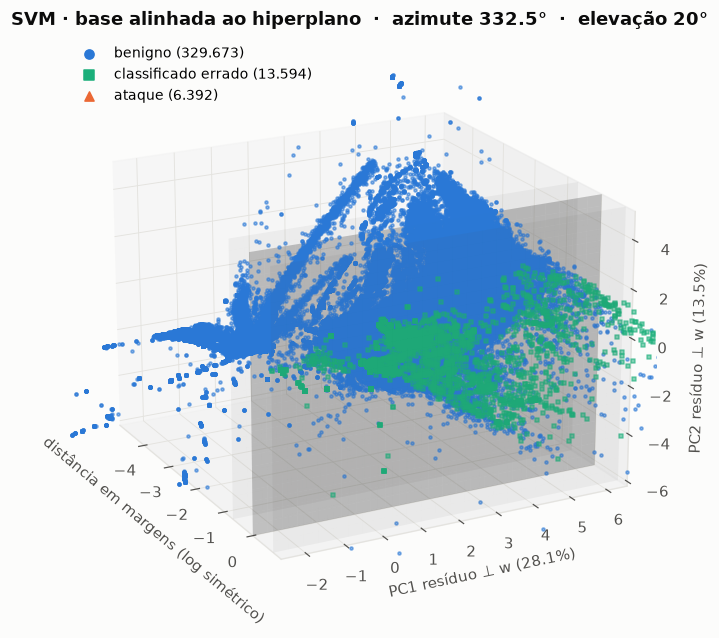 SVM · base alinhada ao hiperplano · azimute 332.5° · elevação 20°
benigno (329.673)
classificado errado (13.594)
ataque (6.392)
4
2
0
−2
−4
−6
PC2 resíduo ⊥ w (13.5%)
−4
−3
−2
−1
0
distância em margens (log simétrico)
−2
−1
0
1
2
3
4
5
6
PC1 resíduo ⊥ w (28.1%)